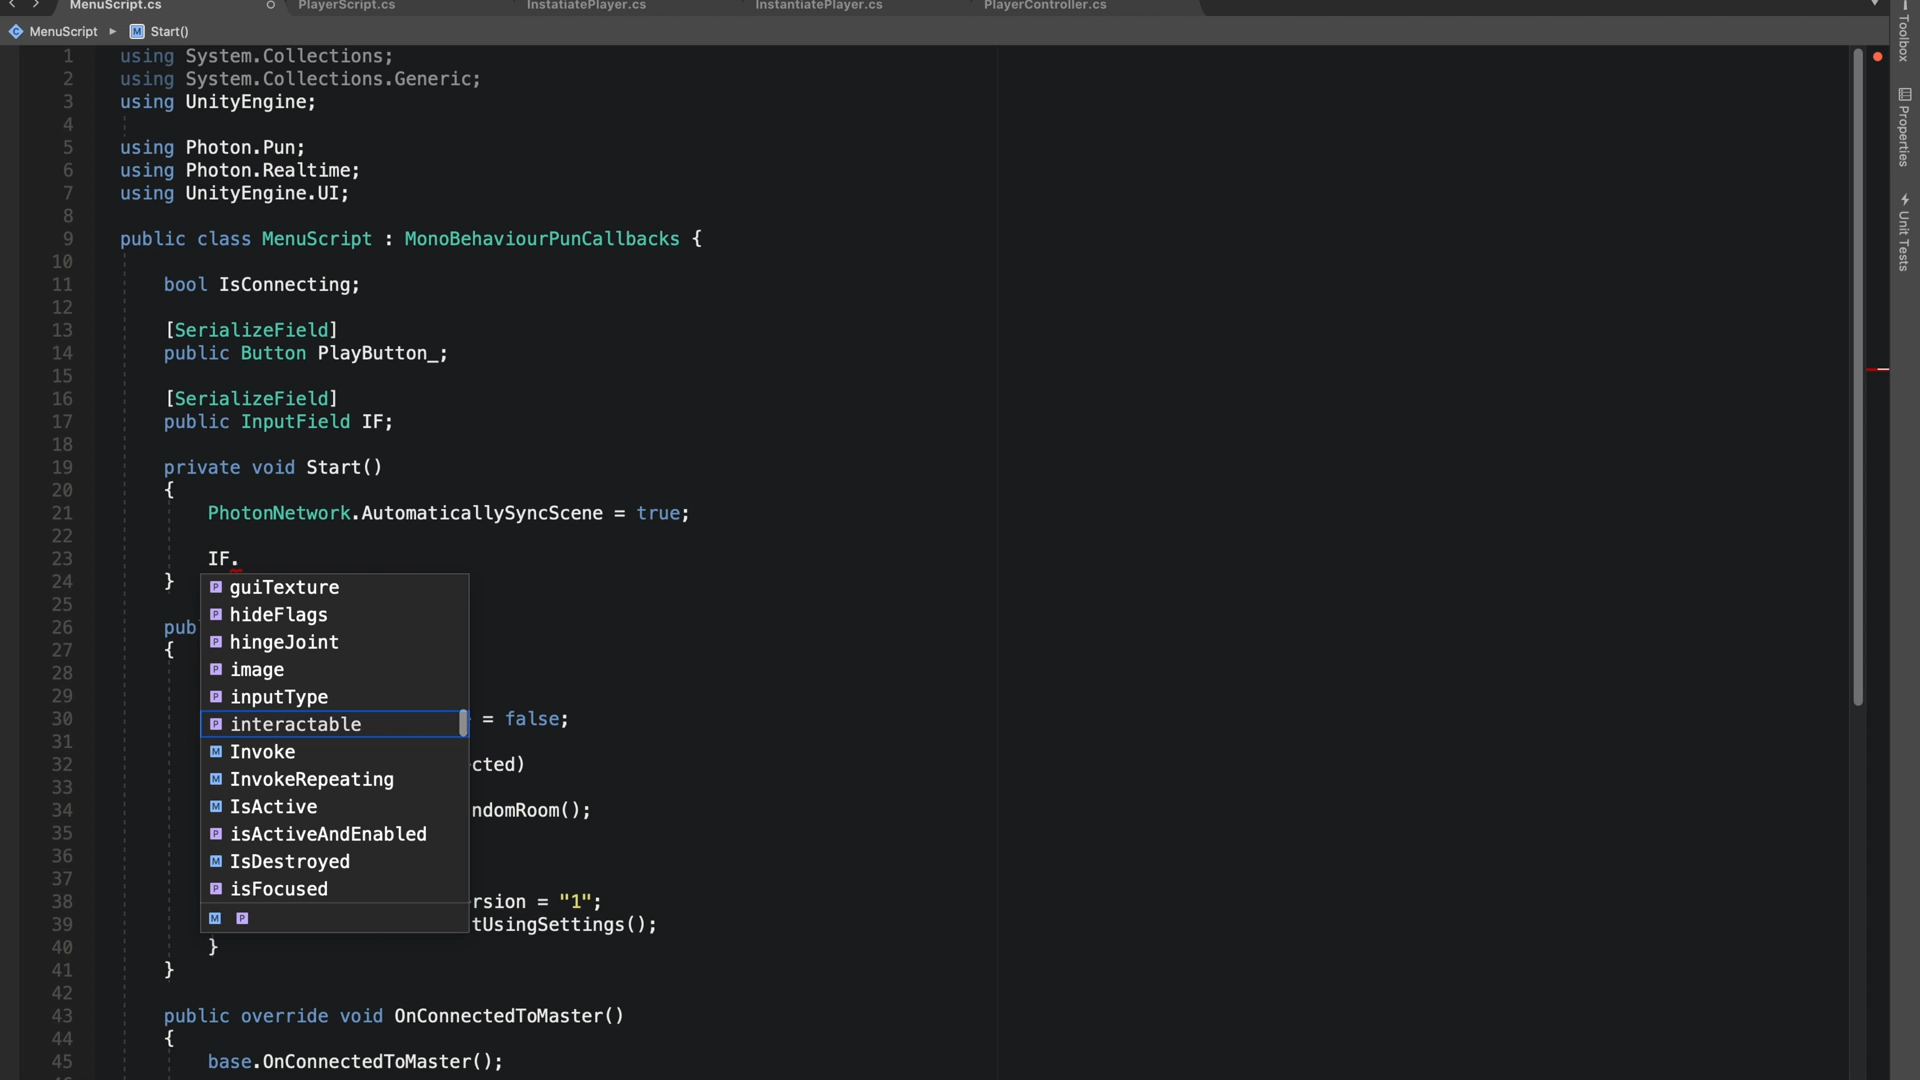 MenuScript.cs PlayerScript.cs InstatiatePlayer.cs InstantiatePlayer.cs PlayerController.cs
MenuScript Start()
1 using System.Collections;
2 using System.Collections.Generic;
3 using UnityEngine;
4
5 using Photon.Pun;
6 using Photon.Realtime;
7 using UnityEngine.UI;
8
9 public class MenuScript : MonoBehaviourPunCallbacks {
10
11 bool IsConnecting;
12
13 [SerializeField]
14 public Button PlayButton_;
15
16 [SerializeField]
17 public InputField IF;
18
19 private void Start()
20 {
21 PhotonNetwork.AutomaticallySyncScene = true;
22
23 IF.
24 }
25
26 pub
27 {
28
29
30 = false;
31
32 cted)
33
34 ndomRoom();
35
36
37
38 rsion = "1";
39 tUsingSettings();
40 }
41 }
42
43 public override void OnConnectedToMaster()
44 {
45 base.OnConnectedToMaster();
P guiTexture
P hideFlags
P hingeJoint
P image
P inputType
P interactable
M Invoke
M InvokeRepeating
M IsActive
P isActiveAndEnabled
M IsDestroyed
P isFocused
M P
Toolbox
Properties
Unit Tests